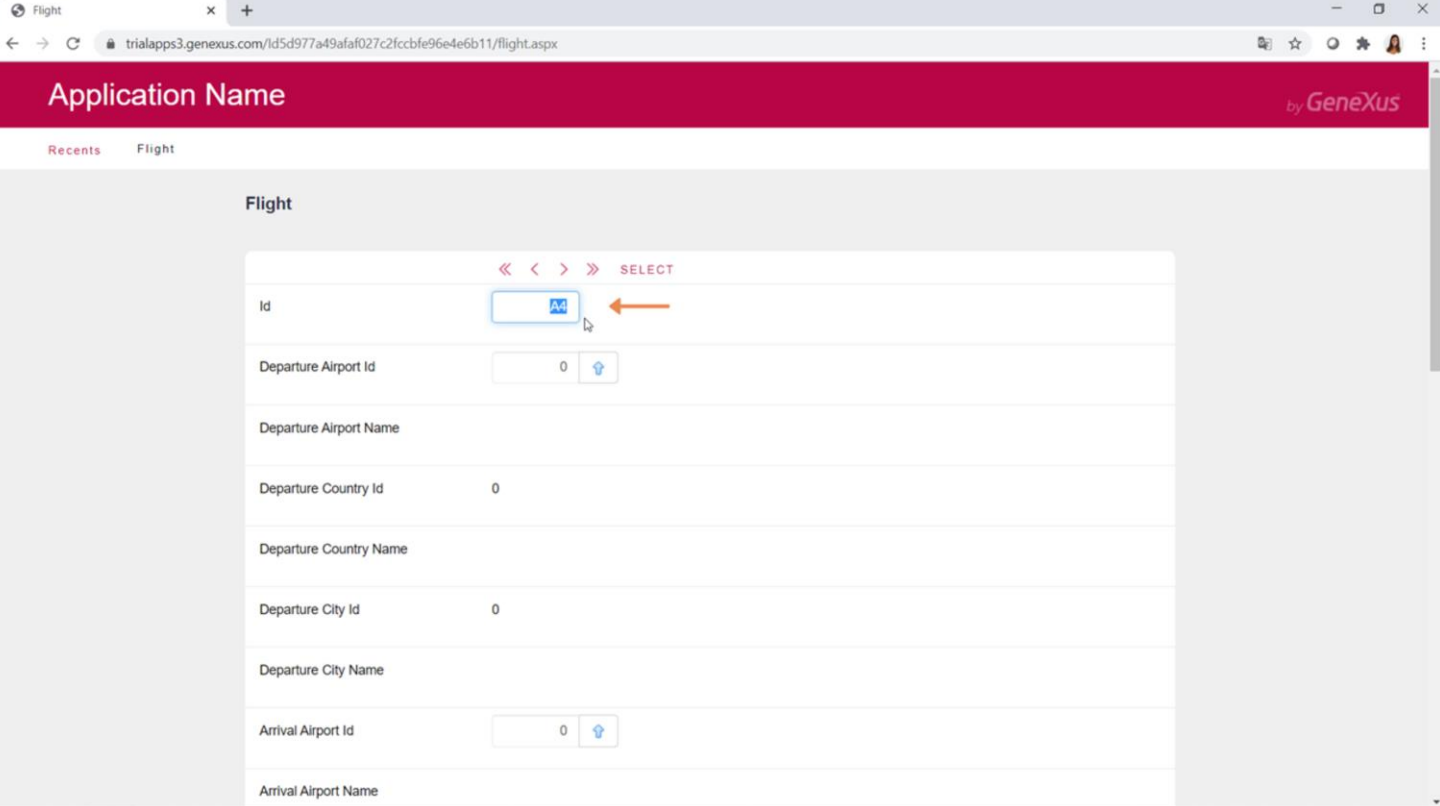 Flight
trialapps3.genexus.com/Id5d977a49afaf027c2fccbfe96e4e6b11/flight.aspx
Application Name
by GeneXus
Recents Flight
Flight
SELECT
Id A4
Departure Airport Id 0
Departure Airport Name
Departure Country Id 0
Departure Country Name
Departure City Id 0
Departure City Name
Arrival Airport Id 0
Arrival Airport Name